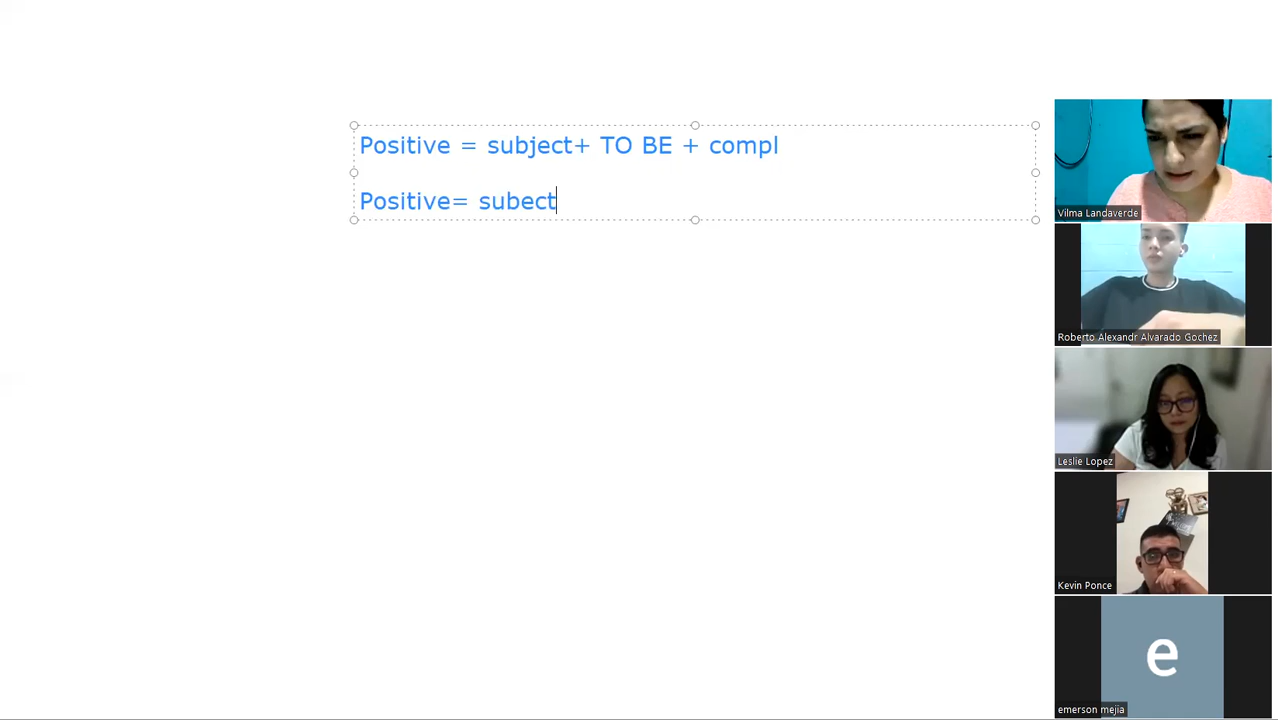 Positive = subject+ TO BE + compl
Positive= subect
Vilma Landaverde
Roberto Alexandr Alvarado Gochez
Leslie Lopez
Kevin Ponce
e
emerson mejia